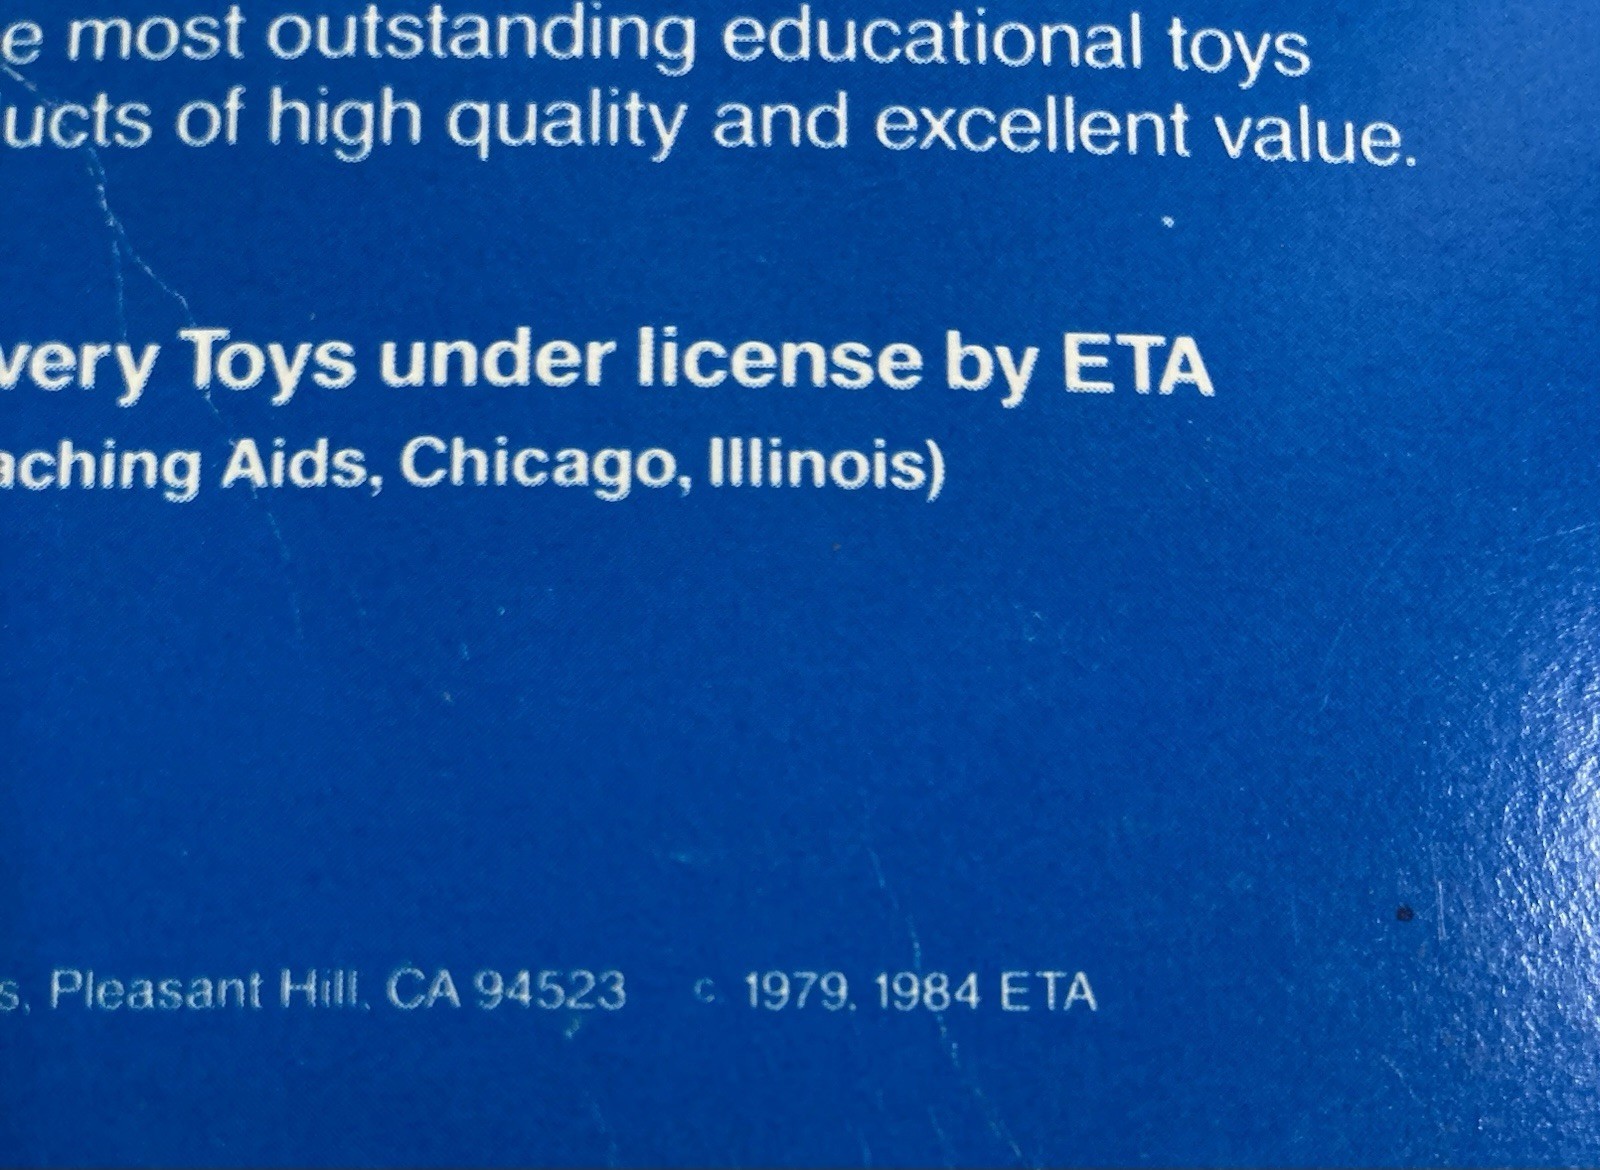 e most outstanding educational toys
ucts of high quality and excellent value.
very Toys under license by ETA
aching Aids, Chicago, Illinois)
s, Pleasant Hill, CA 94523 c. 1979, 1984 ETA